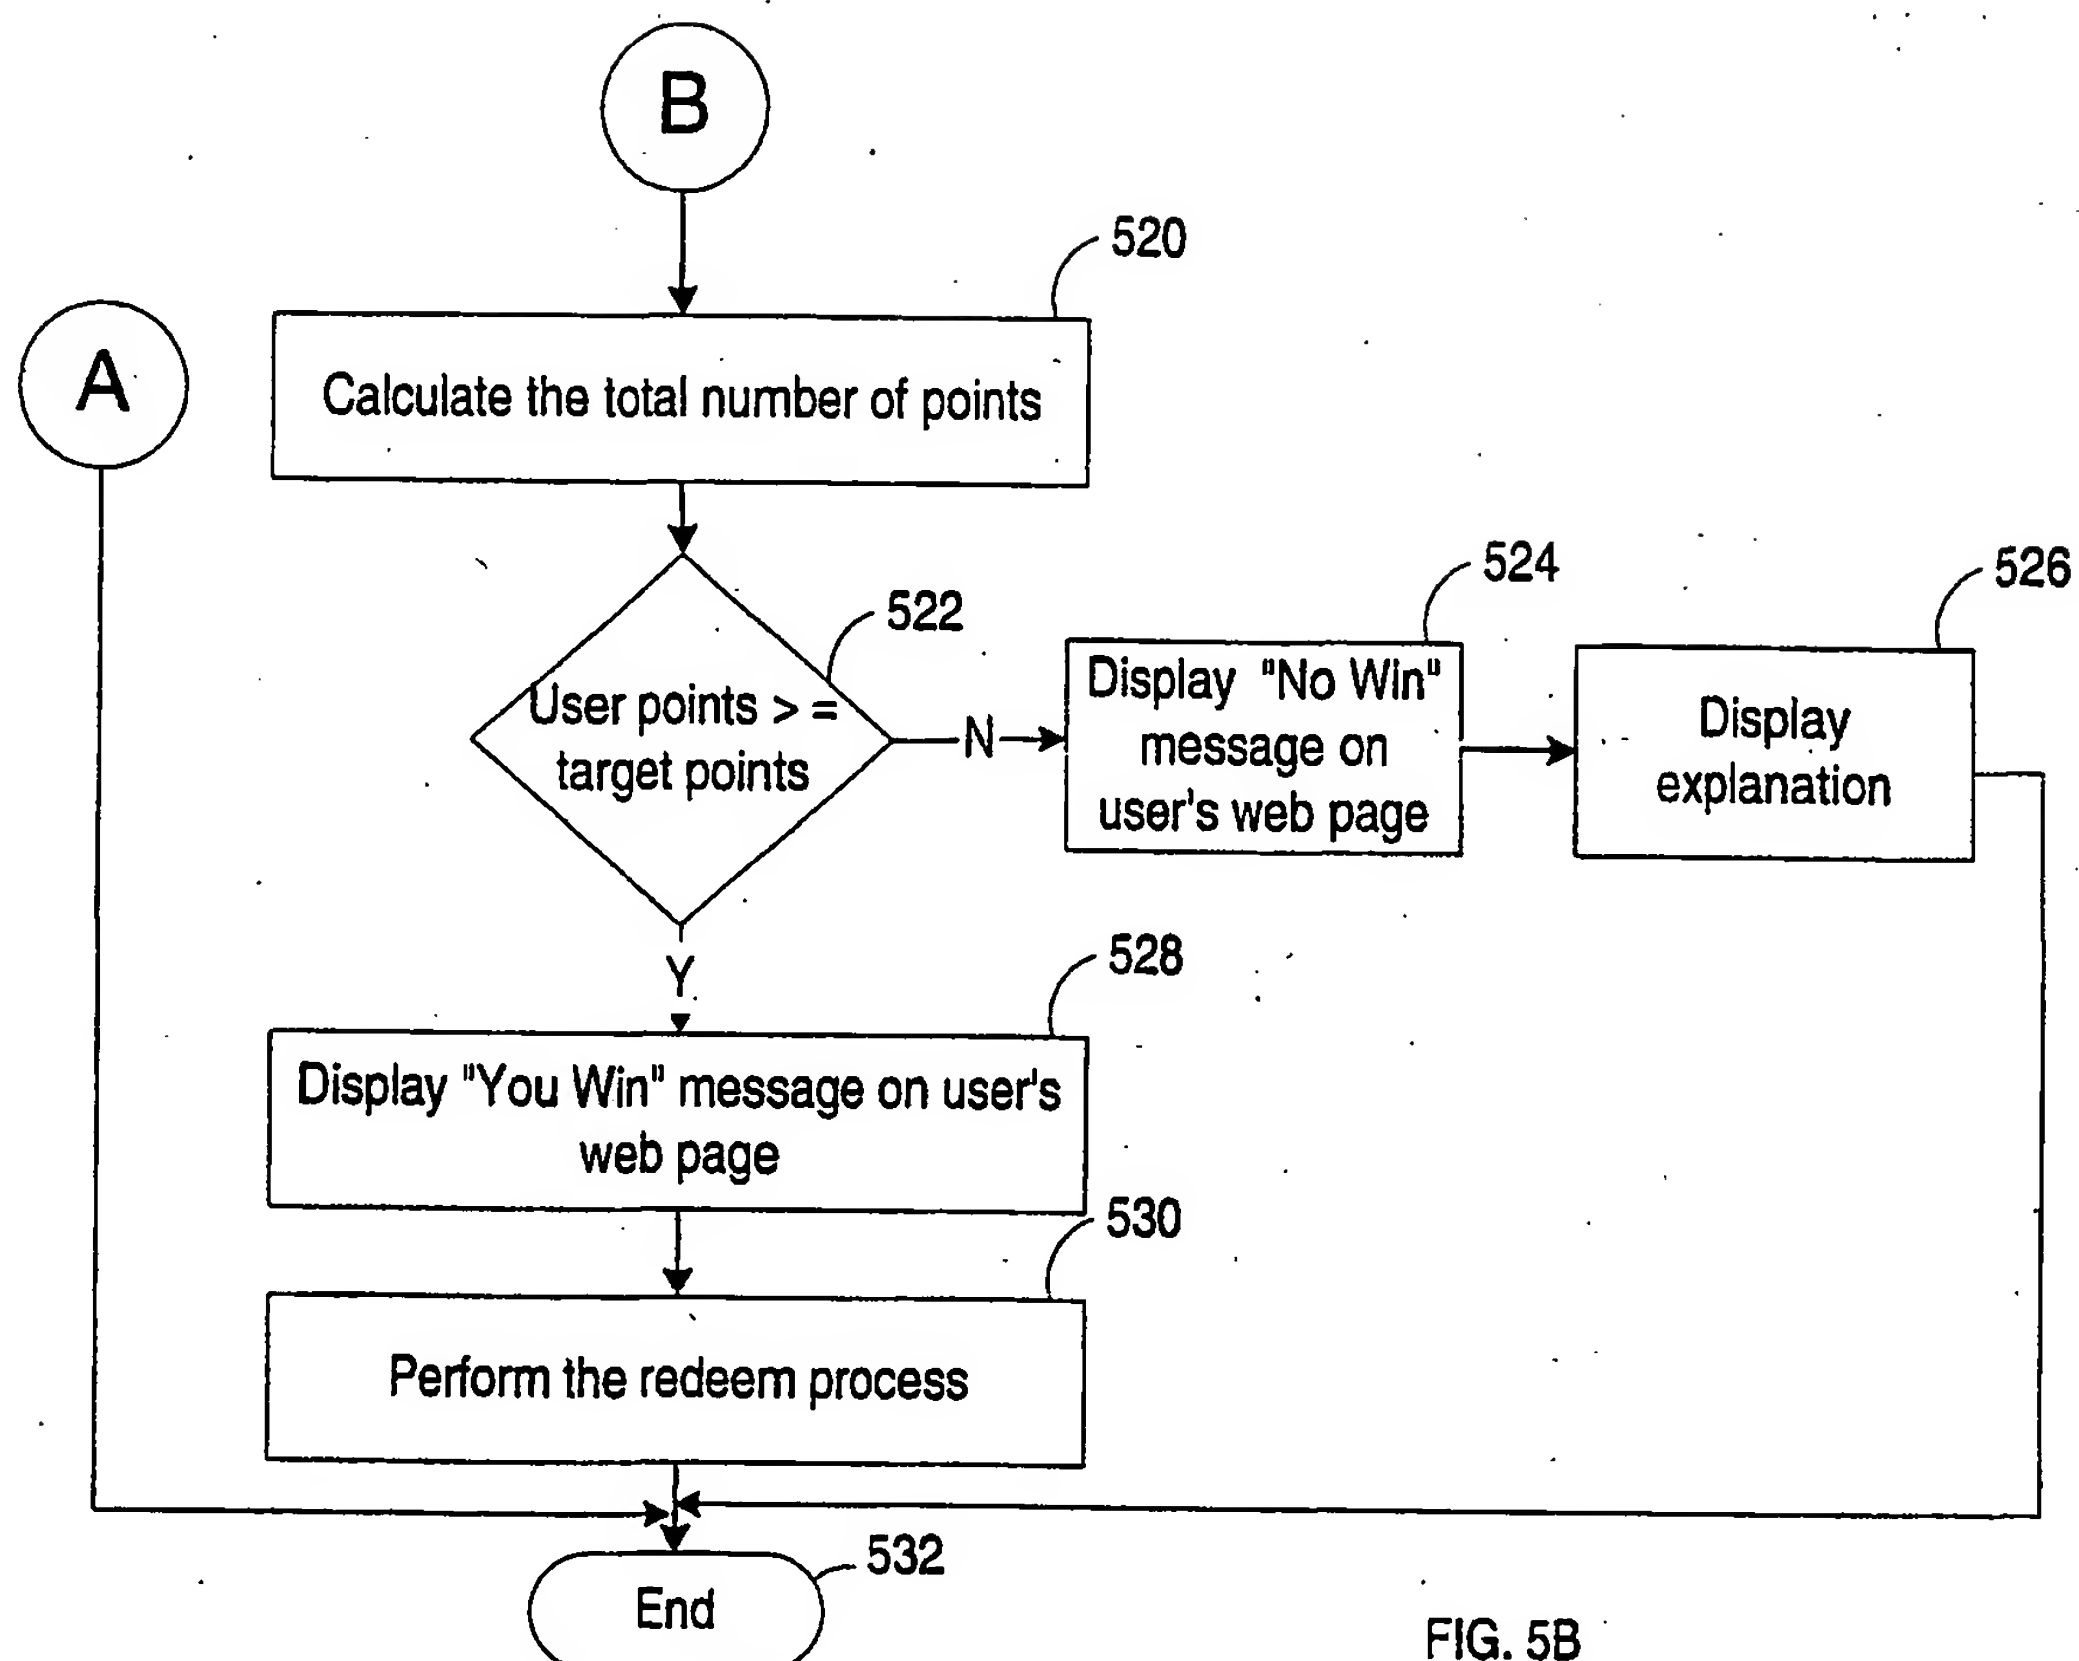 B
520
A
Calculate the total number of points
522
User points > =
target points
N
524
Display "No Win"
message on
user's web page
526
Display
explanation
Y
528
Display "You Win" message on user's
web page
530
Perform the redeem process
532
End
FIG. 5B